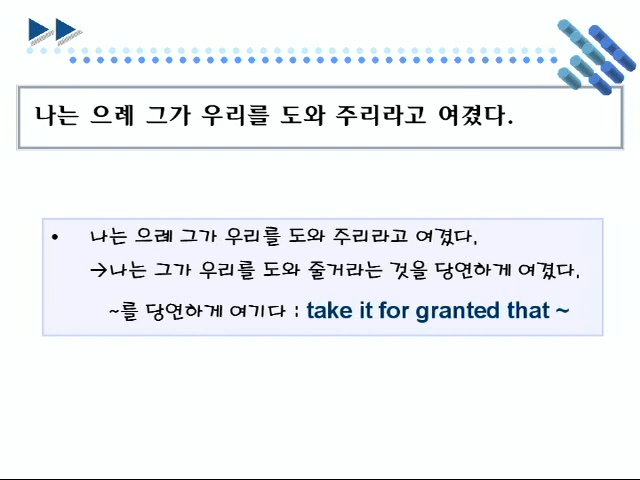 나는 으례 그가 우리를 도와 주리라고 여겼다.
• 나는 으례 그가 우리를 도와 주리라고 여겼다.
→나는 그가 우리를 도와 줄거라는 것을 당연하게 여겼다.
~를 당연하게 여기다 : take it for granted that ~